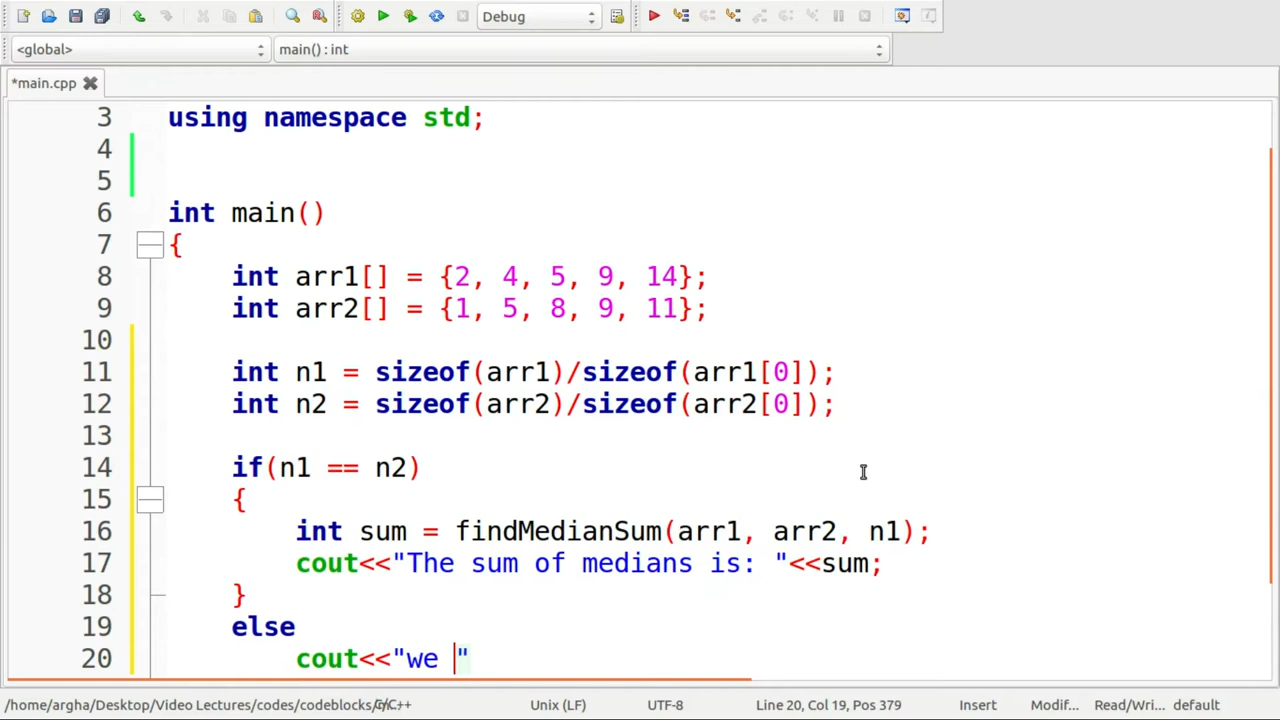 Debug
<global>
main() : int
*main.cpp
3 using namespace std;
4
5
6 int main()
7 {
8 int arr1[] = {2, 4, 5, 9, 14};
9 int arr2[] = {1, 5, 8, 9, 11};
10
11 int n1 = sizeof(arr1)/sizeof(arr1[0]);
12 int n2 = sizeof(arr2)/sizeof(arr2[0]);
13
14 if(n1 == n2)
15 {
16 int sum = findMedianSum(arr1, arr2, n1);
17 cout<<"The sum of medians is: "<<sum;
18 }
19 else
20 cout<<"we "
/home/argha/Desktop/Video Lectures/codes/codeblocks/ C/C++ Unix (LF) UTF-8 Line 20, Col 19, Pos 379 Insert Modif... Read/Wri... default